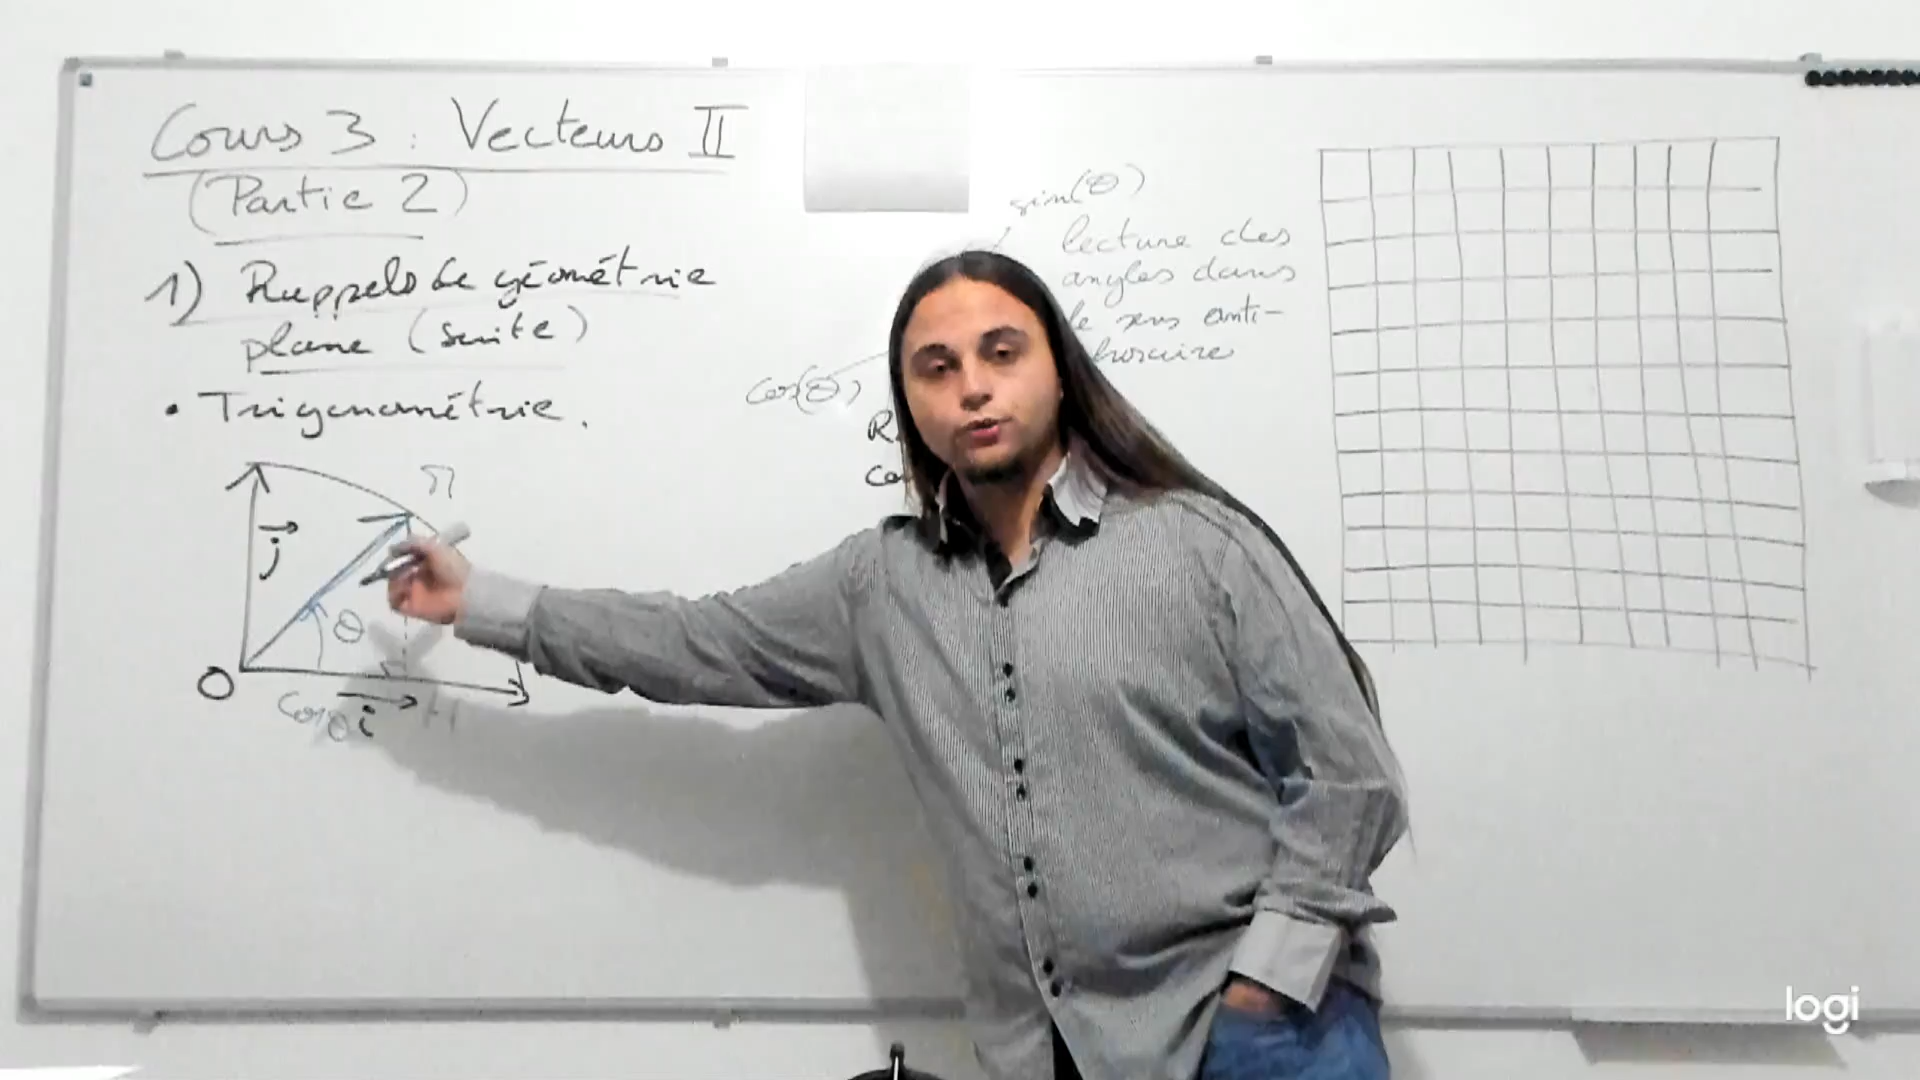 Cours 3 : Vecteurs II
(Partie 2)
1) Rappels de géométrie
plane (suite)
• Trigonométrie.
sin(θ)
lecture des
angles dans
le sens anti-
horaire
cos(θ)
M
j
θ
O
cosθ
i
H
logi